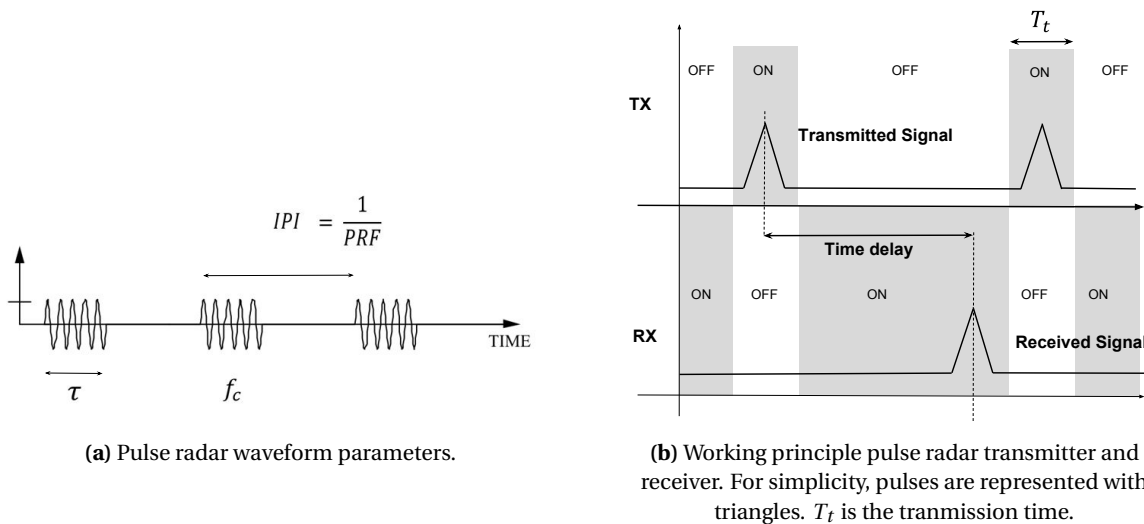 IPI = 1/PRF
TIME
τ
f_c
(a) Pulse radar waveform parameters.
T_t
OFF ON OFF ON OFF
TX
Transmitted Signal
Time delay
ON OFF ON OFF ON
RX
Received Signal
(b) Working principle pulse radar transmitter and
receiver. For simplicity, pulses are represented with
triangles. T_t is the tranmission time.